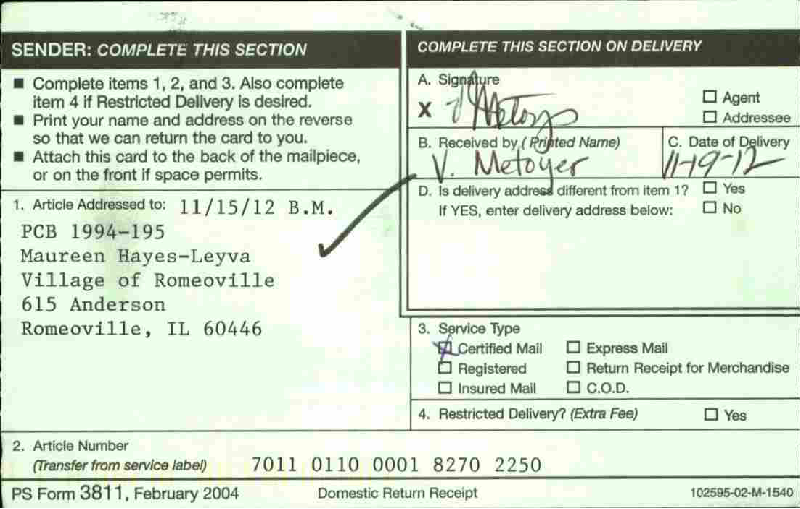 SENDER: COMPLETE THIS SECTION
■ Complete items 1, 2, and 3. Also complete
item 4 if Restricted Delivery is desired.
■ Print your name and address on the reverse
so that we can return the card to you.
■ Attach this card to the back of the mailpiece,
or on the front if space permits.
1. Article Addressed to: 11/15/12 B.M.
PCB 1994-195
Maureen Hayes-Leyva
Village of Romeoville
615 Anderson
Romeoville, IL 60446
COMPLETE THIS SECTION ON DELIVERY
A. Signature
X V Metoyer
☐ Agent
☐ Addressee
B. Received by ( Printed Name)
V. Metoyer
C. Date of Delivery
11-19-12
D. Is delivery address different from item 1? ☐ Yes
If YES, enter delivery address below: ☐ No
3. Service Type
☒ Certified Mail ☐ Express Mail
☐ Registered ☐ Return Receipt for Merchandise
☐ Insured Mail ☐ C.O.D.
4. Restricted Delivery? (Extra Fee) ☐ Yes
2. Article Number
(Transfer from service label) 7011 0110 0001 8270 2250
PS Form 3811, February 2004 Domestic Return Receipt 102595-02-M-1540